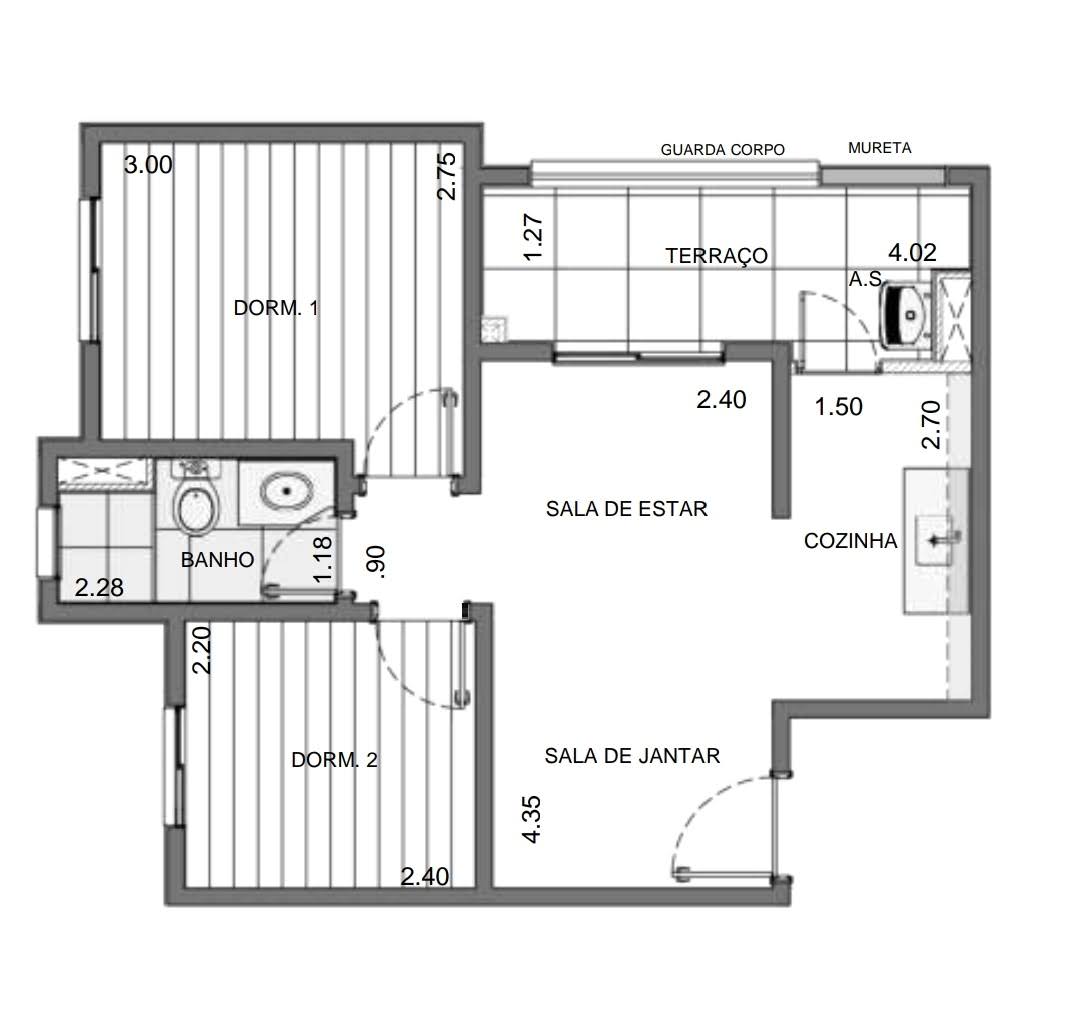 GUARDA CORPO
MURETA
3.00
2.75
1.27
TERRAÇO
4.02
A.S.
DORM. 1
2.40
1.50
2.70
SALA DE ESTAR
COZINHA
BANHO
1.18
.90
2.28
2.20
DORM. 2
SALA DE JANTAR
4.35
2.40